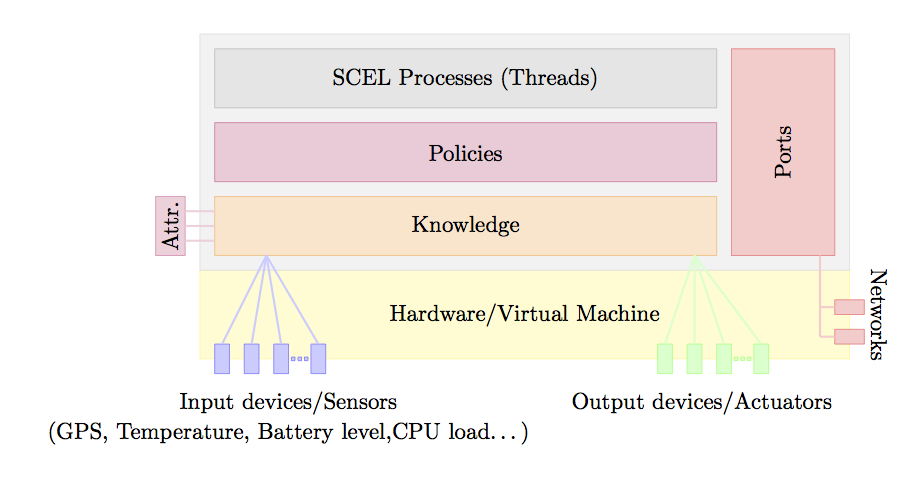 SCEL Processes (Threads)
Policies
Ports
Attr.
Knowledge
Hardware/Virtual Machine
Networks
Input devices/Sensors
(GPS, Temperature, Battery level,CPU load...)
Output devices/Actuators